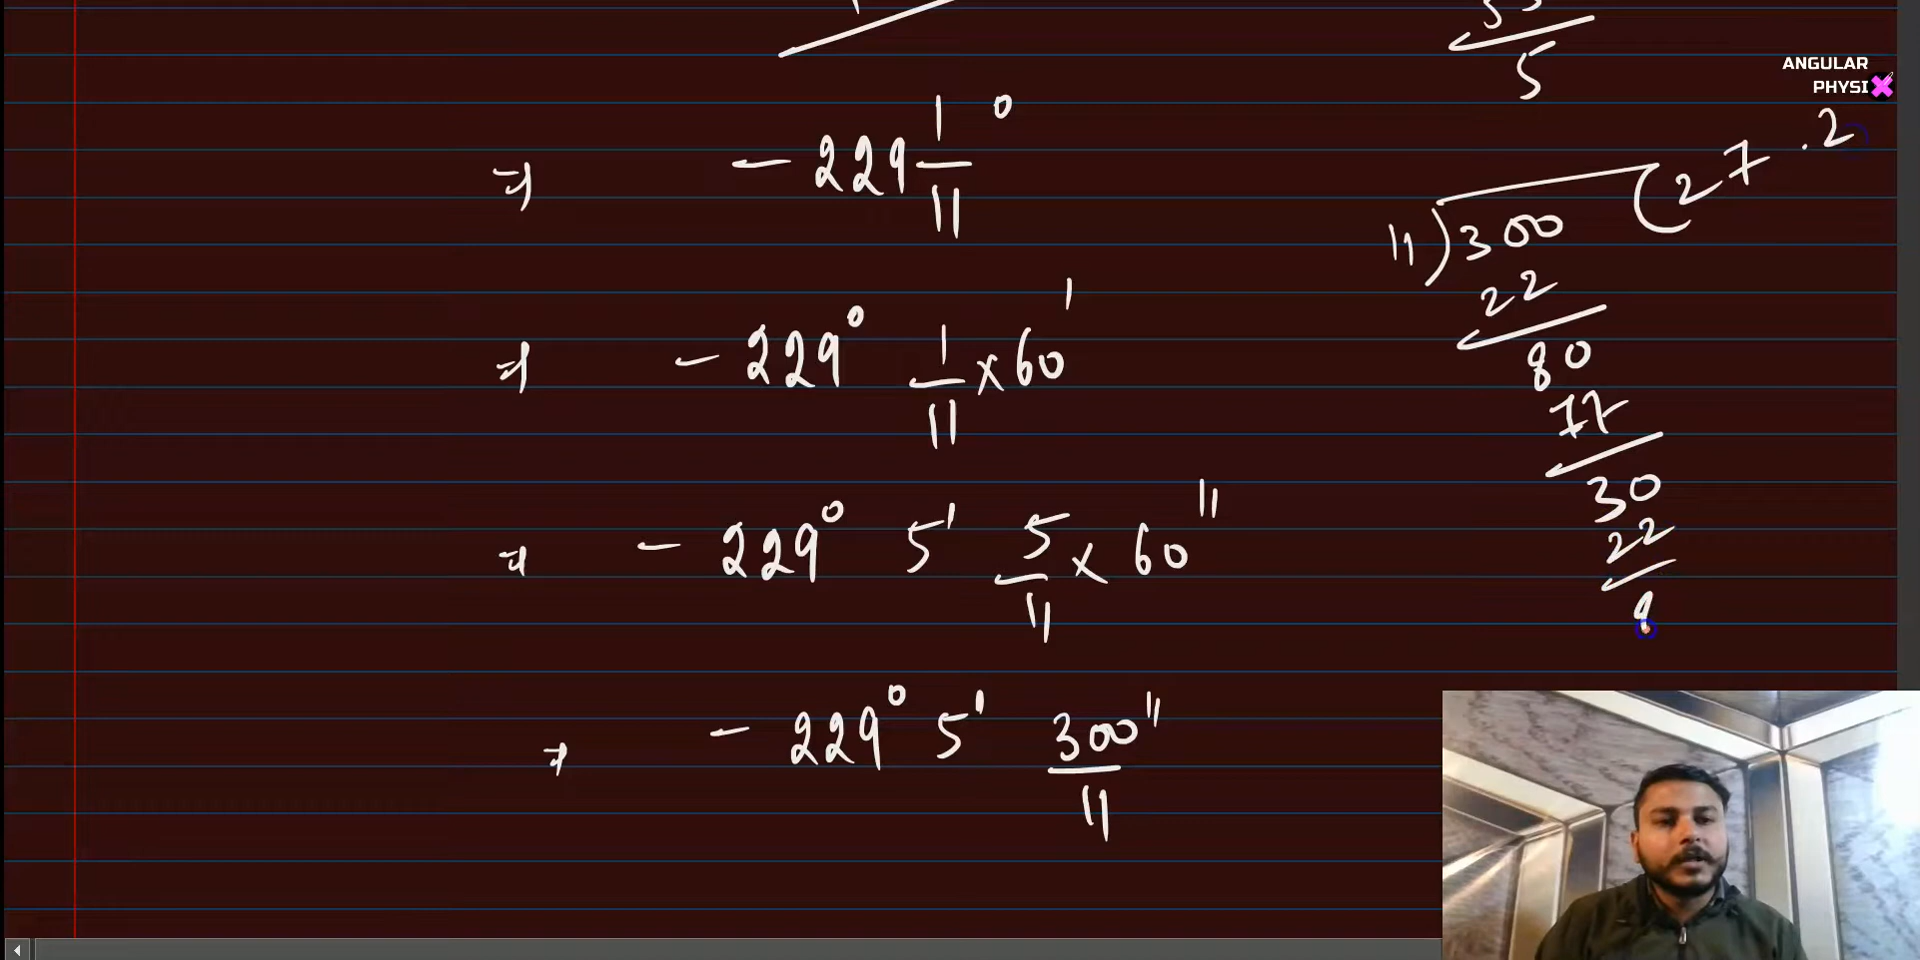 5
ANGULAR
PHYSI
⇒ - 229 1/11 °
⇒ - 229° 1/11 × 60'
⇒ - 229° 5' 5/11 × 60''
⇒ - 229° 5' 300''/11
11)300(27.2
22
80
77
30
22
8